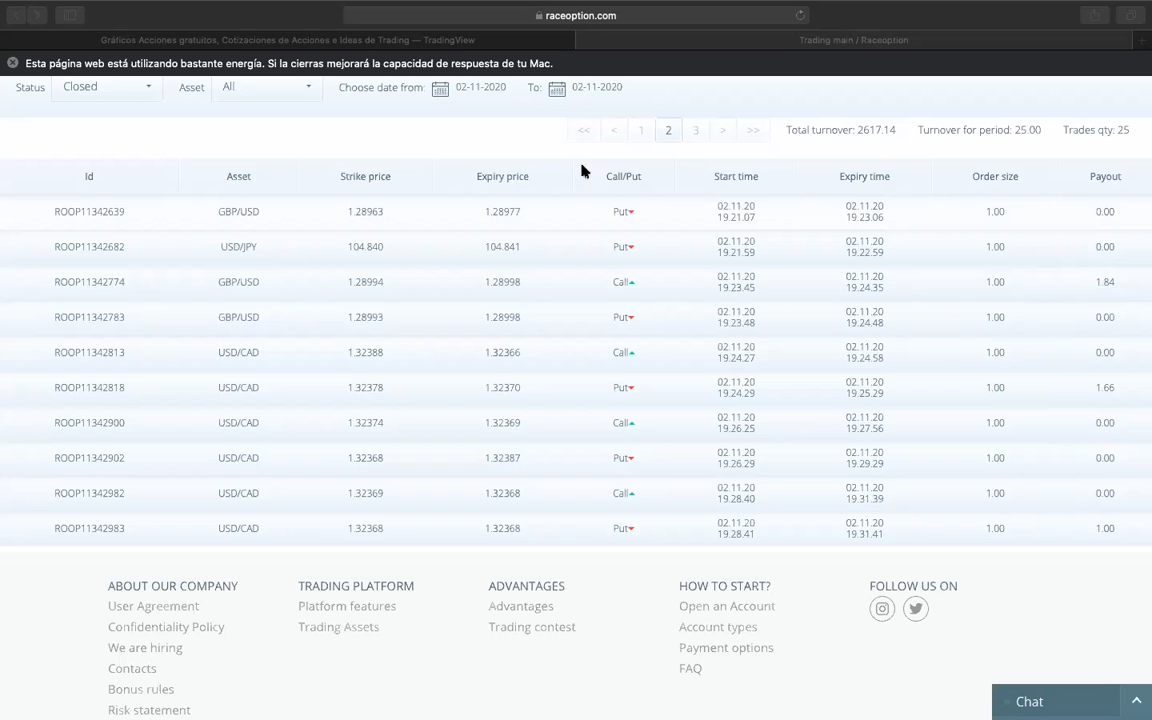 raceoption.com
Gráficos Acciones gratuitos, Cotizaciones de Acciones e Ideas de Trading — TradingView
Trading main / Raceoption
Esta página web está utilizando bastante energía. Si la cierras mejorará la capacidad de respuesta de tu Mac.
Status Closed Asset All Choose date from: 02-11-2020 To: 02-11-2020
<< < 1 2 3 > >> Total turnover: 2617.14 Turnover for period: 25.00 Trades qty: 25
Id Asset Strike price Expiry price Call/Put Start time Expiry time Order size Payout
ROOP11342639 GBP/USD 1.28963 1.28977 Put 02.11.20 19.21.07 02.11.20 19.23.06 1.00 0.00
ROOP11342682 USD/JPY 104.840 104.841 Put 02.11.20 19.21.59 02.11.20 19.22.59 1.00 0.00
ROOP11342774 GBP/USD 1.28994 1.28998 Call 02.11.20 19.23.45 02.11.20 19.24.35 1.00 1.84
ROOP11342783 GBP/USD 1.28993 1.28998 Put 02.11.20 19.23.48 02.11.20 19.24.48 1.00 0.00
ROOP11342813 USD/CAD 1.32388 1.32366 Call 02.11.20 19.24.27 02.11.20 19.24.58 1.00 0.00
ROOP11342818 USD/CAD 1.32378 1.32370 Put 02.11.20 19.24.29 02.11.20 19.25.29 1.00 1.66
ROOP11342900 USD/CAD 1.32374 1.32369 Call 02.11.20 19.26.25 02.11.20 19.27.56 1.00 0.00
ROOP11342902 USD/CAD 1.32368 1.32387 Put 02.11.20 19.26.29 02.11.20 19.29.29 1.00 0.00
ROOP11342982 USD/CAD 1.32369 1.32368 Call 02.11.20 19.28.40 02.11.20 19.31.39 1.00 0.00
ROOP11342983 USD/CAD 1.32368 1.32368 Put 02.11.20 19.28.41 02.11.20 19.31.41 1.00 1.00
ABOUT OUR COMPANY TRADING PLATFORM ADVANTAGES HOW TO START? FOLLOW US ON
User Agreement Platform features Advantages Open an Account
Confidentiality Policy Trading Assets Trading contest Account types
We are hiring Payment options
Contacts FAQ
Bonus rules
Risk statement
Chat